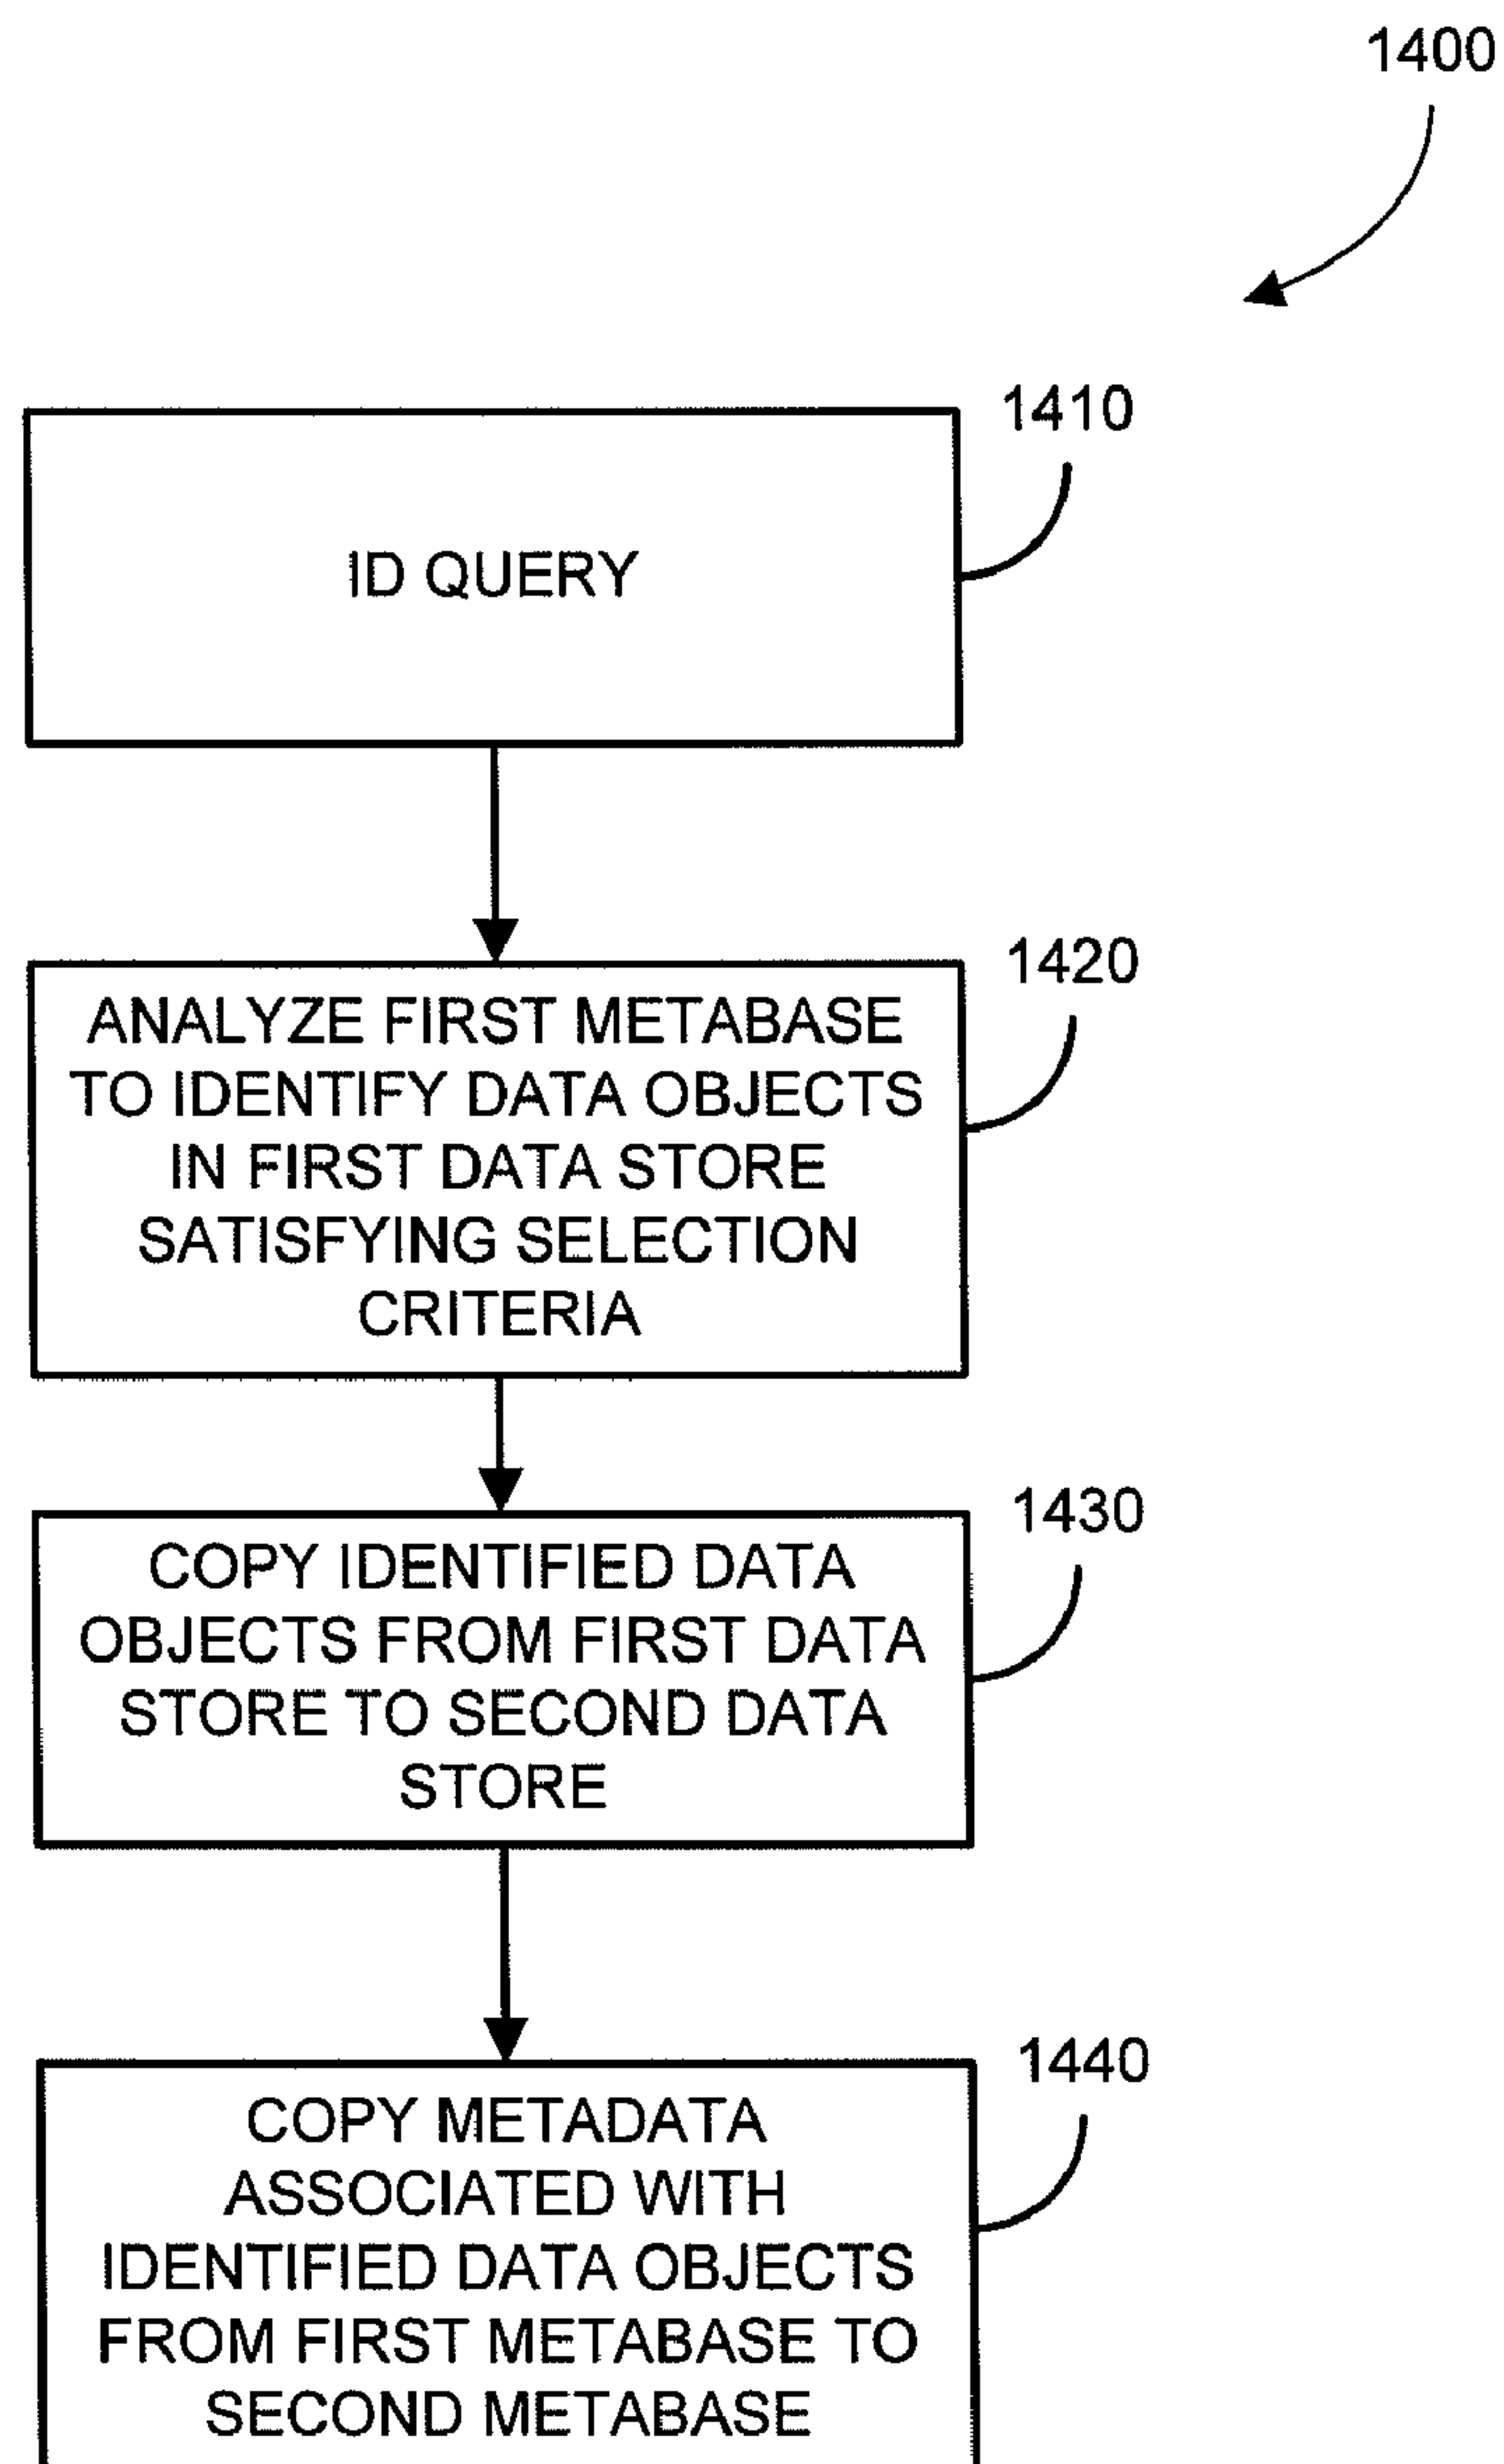 1400
1410
ID QUERY
1420
ANALYZE FIRST METABASE
TO IDENTIFY DATA OBJECTS
IN FIRST DATA STORE
SATISFYING SELECTION
CRITERIA
1430
COPY IDENTIFIED DATA
OBJECTS FROM FIRST DATA
STORE TO SECOND DATA
STORE
1440
COPY METADATA
ASSOCIATED WITH
IDENTIFIED DATA OBJECTS
FROM FIRST METABASE TO
SECOND METABASE